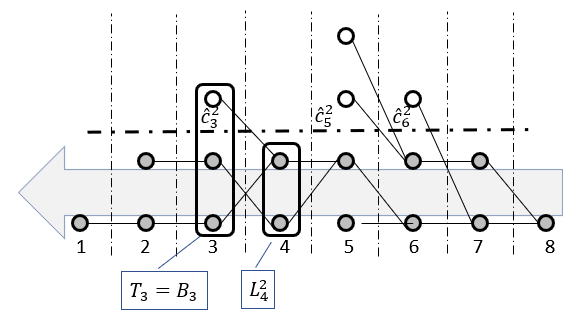 ĉ₃² ĉ₅² ĉ₆²
1 2 3 4 5 6 7 8
T₃ = B₃ L₄²